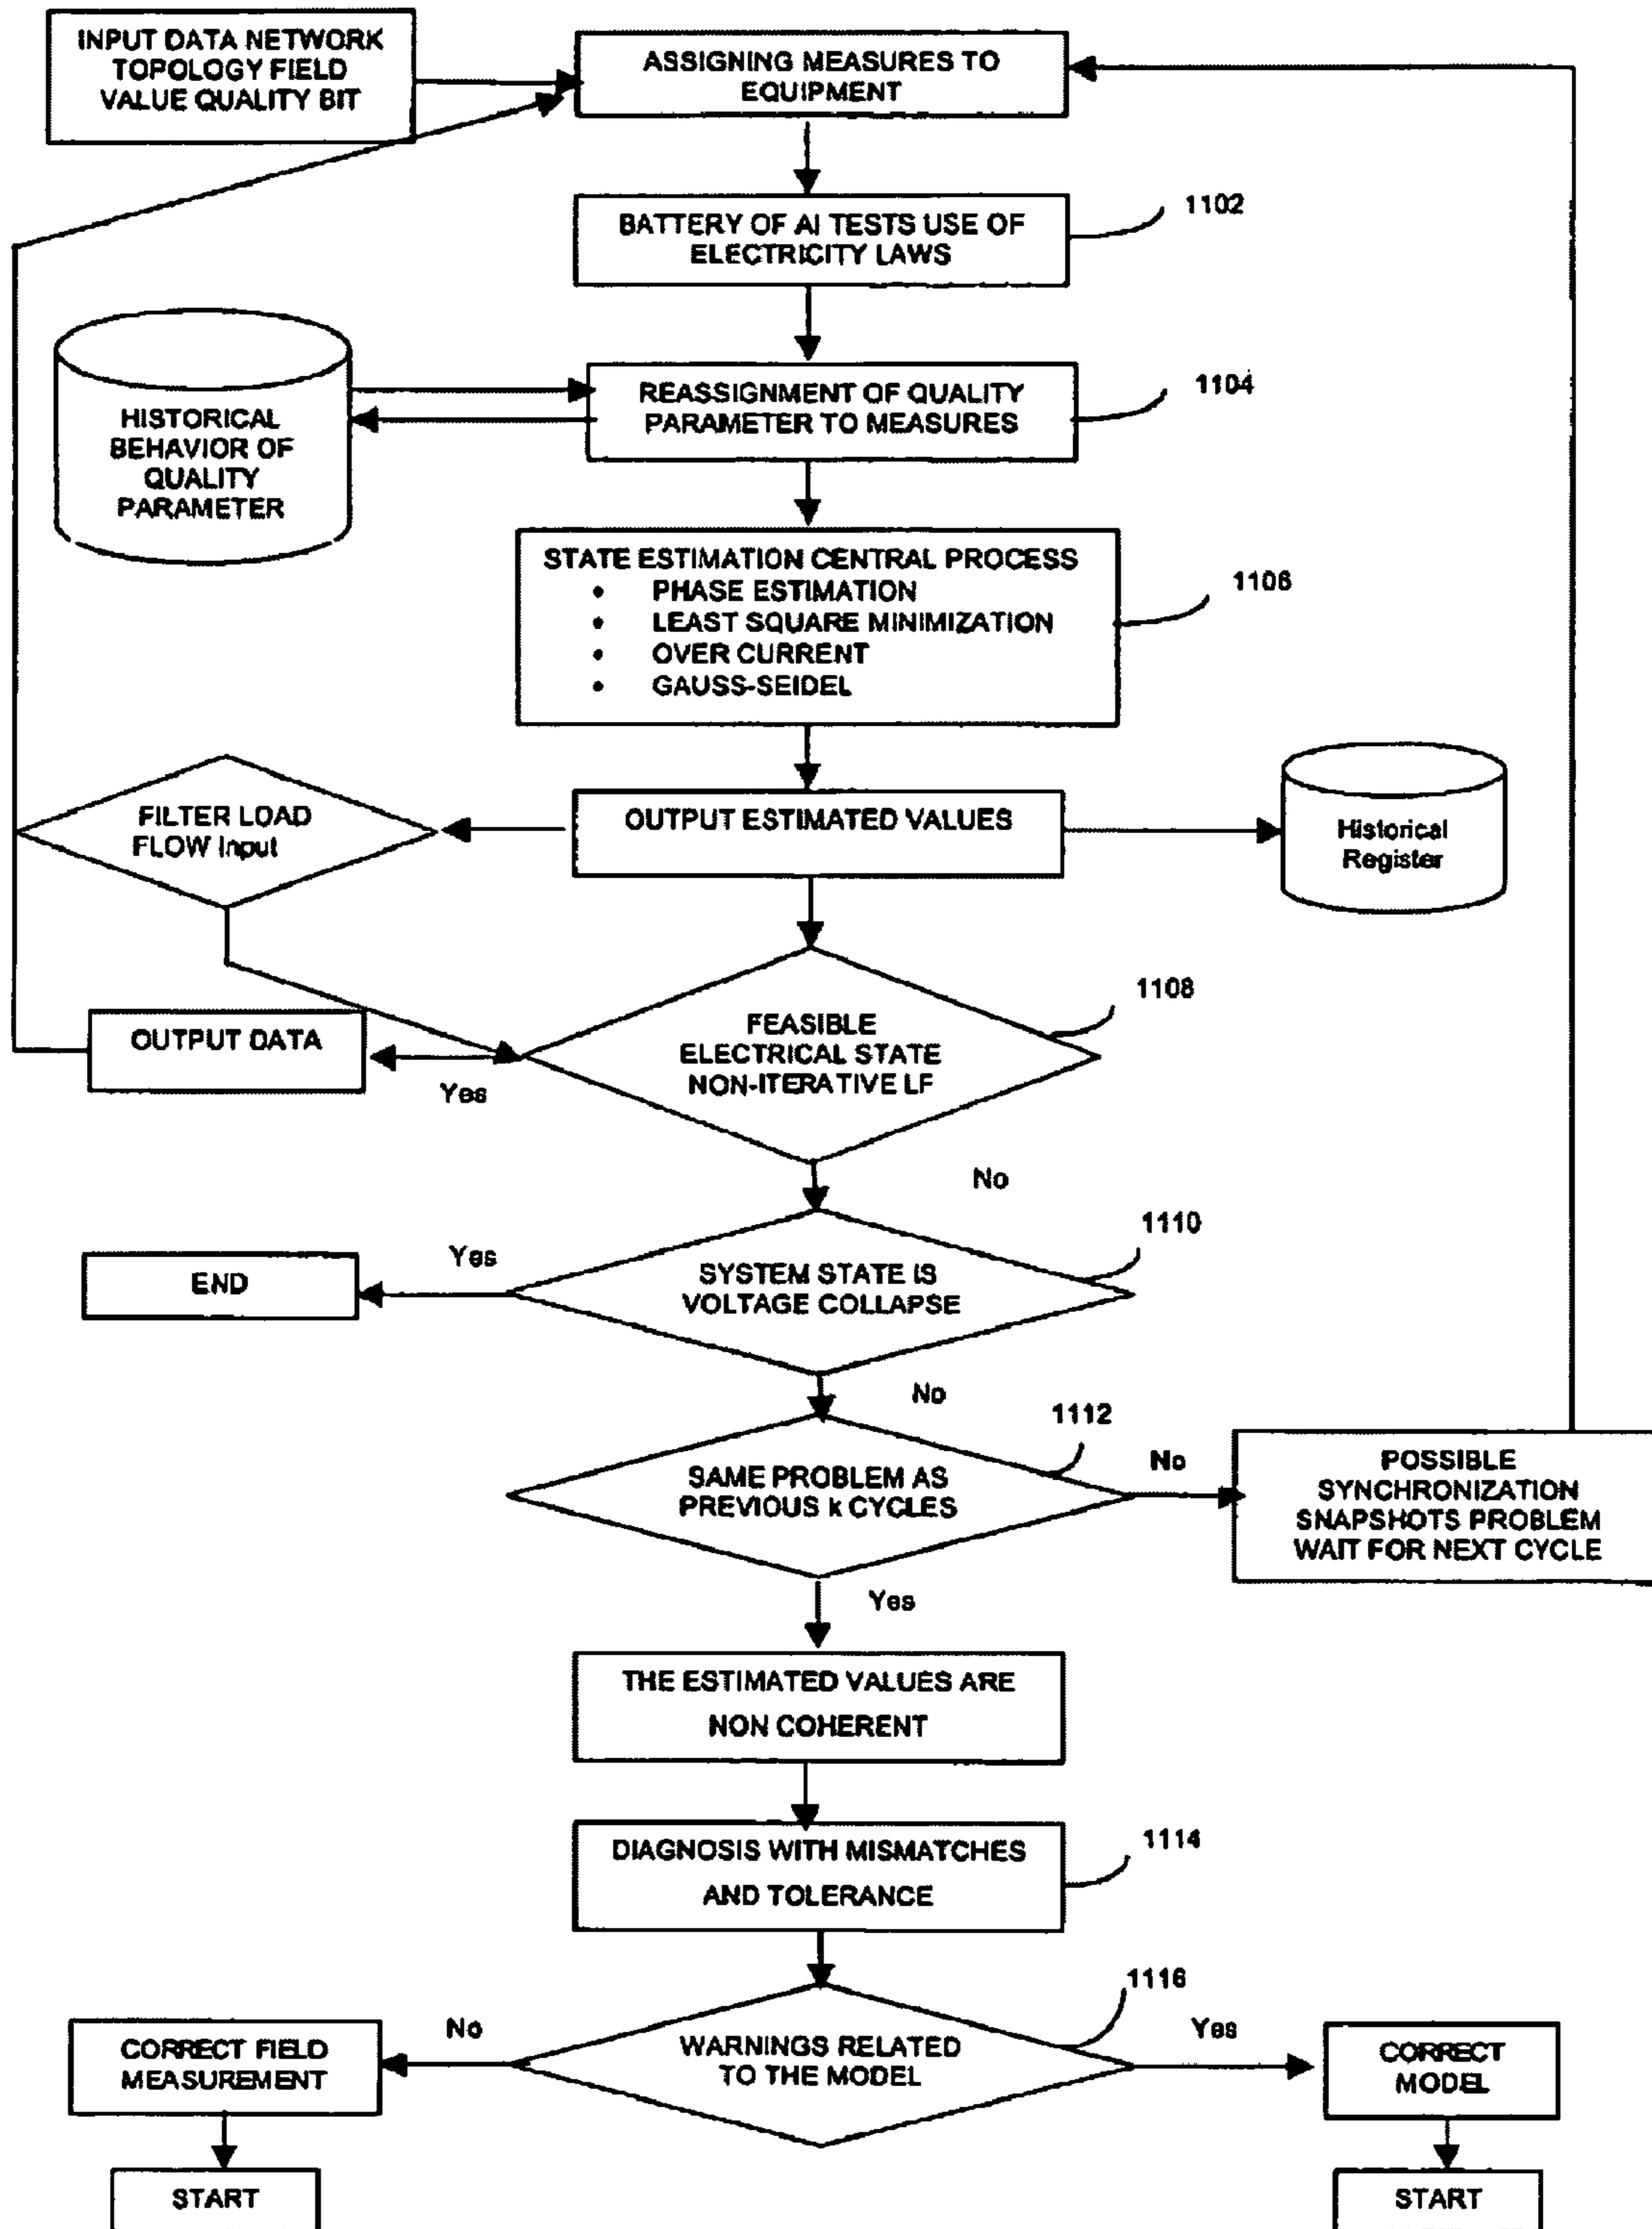 INPUT DATA NETWORK
TOPOLOGY FIELD
VALUE QUALITY BIT
ASSIGNING MEASURES TO
EQUIPMENT
BATTERY OF AI TESTS USE OF
ELECTRICITY LAWS
1102
HISTORICAL
BEHAVIOR OF
QUALITY
PARAMETER
REASSIGNMENT OF QUALITY
PARAMETER TO MEASURES
1104
STATE ESTIMATION CENTRAL PROCESS
• PHASE ESTIMATION
• LEAST SQUARE MINIMIZATION
• OVER CURRENT
• GAUSS-SEIDEL
1106
FILTER LOAD
FLOW Input
OUTPUT ESTIMATED VALUES
Historical
Register
OUTPUT DATA
Yes
FEASIBLE
ELECTRICAL STATE
NON-ITERATIVE LF
1108
No
END
Yes
SYSTEM STATE IS
VOLTAGE COLLAPSE
1110
No
SAME PROBLEM AS
PREVIOUS k CYCLES
1112
No
POSSIBLE
SYNCHRONIZATION
SNAPSHOTS PROBLEM
WAIT FOR NEXT CYCLE
Yes
THE ESTIMATED VALUES ARE
NON COHERENT
DIAGNOSIS WITH MISMATCHES
AND TOLERANCE
1114
CORRECT FIELD
MEASUREMENT
No
WARNINGS RELATED
TO THE MODEL
1116
Yes
CORRECT
MODEL
START
START